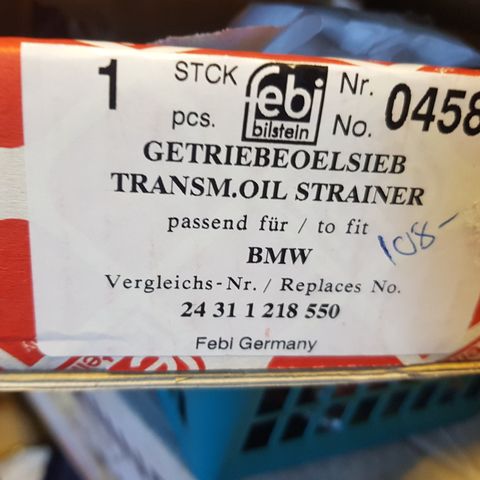 1 STCK febi Nr. 0458
pcs. bilstein No.
GETRIEBEOELSIEB
TRANSM.OIL STRAINER
passend für / to fit
BMW
108-
Vergleichs-Nr. / Replaces No.
24 31 1 218 550
Febi Germany